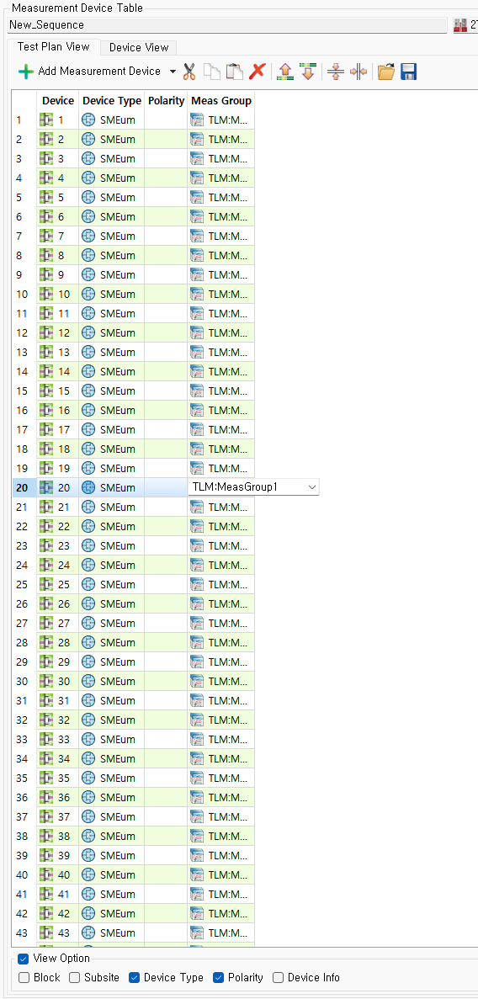 Measurement Device Table
New_Sequence
Test Plan View Device View
Add Measurement Device
Device Device Type Polarity Meas Group
1 1 SMEum TLM:M...
2 2 SMEum TLM:M...
3 3 SMEum TLM:M...
4 4 SMEum TLM:M...
5 5 SMEum TLM:M...
6 6 SMEum TLM:M...
7 7 SMEum TLM:M...
8 8 SMEum TLM:M...
9 9 SMEum TLM:M...
10 10 SMEum TLM:M...
11 11 SMEum TLM:M...
12 12 SMEum TLM:M...
13 13 SMEum TLM:M...
14 14 SMEum TLM:M...
15 15 SMEum TLM:M...
16 16 SMEum TLM:M...
17 17 SMEum TLM:M...
18 18 SMEum TLM:M...
19 19 SMEum TLM:M...
20 20 SMEum TLM:MeasGroup1
21 21 SMEum TLM:M...
22 22 SMEum TLM:M...
23 23 SMEum TLM:M...
24 24 SMEum TLM:M...
25 25 SMEum TLM:M...
26 26 SMEum TLM:M...
27 27 SMEum TLM:M...
28 28 SMEum TLM:M...
29 29 SMEum TLM:M...
30 30 SMEum TLM:M...
31 31 SMEum TLM:M...
32 32 SMEum TLM:M...
33 33 SMEum TLM:M...
34 34 SMEum TLM:M...
35 35 SMEum TLM:M...
36 36 SMEum TLM:M...
37 37 SMEum TLM:M...
38 38 SMEum TLM:M...
39 39 SMEum TLM:M...
40 40 SMEum TLM:M...
41 41 SMEum TLM:M...
42 42 SMEum TLM:M...
43 43 SMEum TLM:M...
View Option
Block Subsite Device Type Polarity Device Info